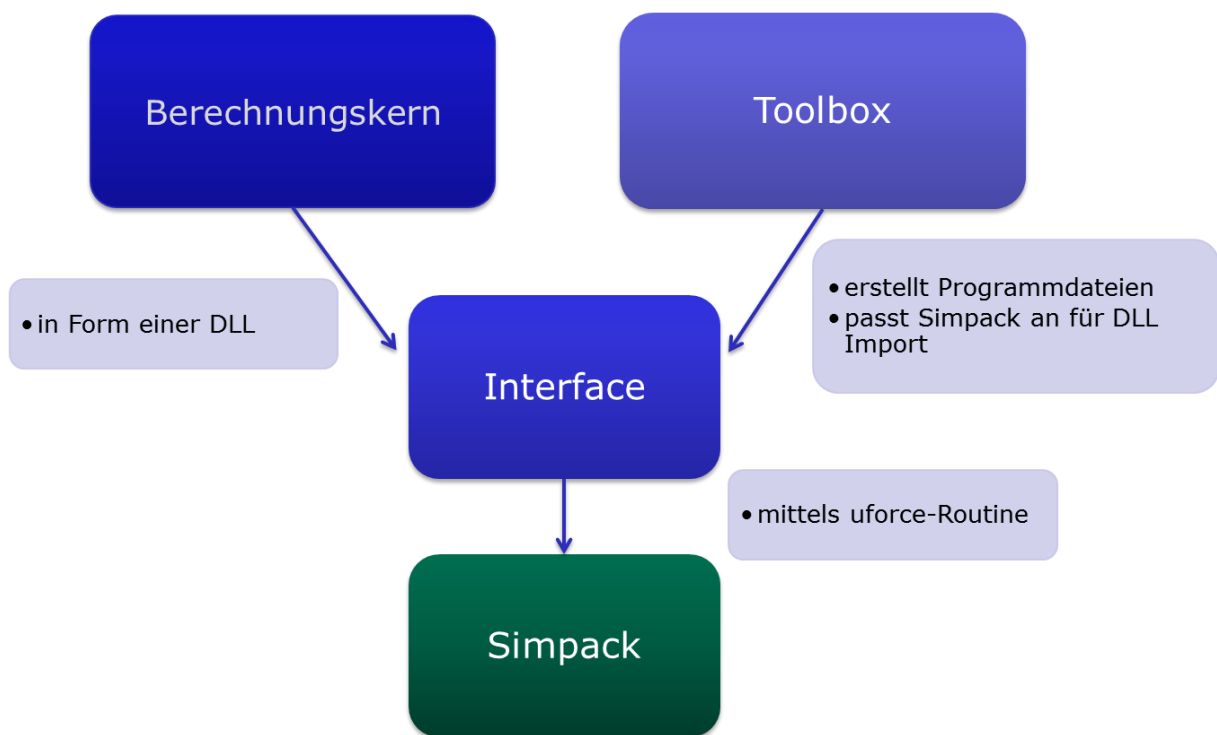 Berechnungskern
Toolbox
• in Form einer DLL
• erstellt Programmdateien
• passt Simpack an für DLL
Import
Interface
• mittels uforce-Routine
Simpack